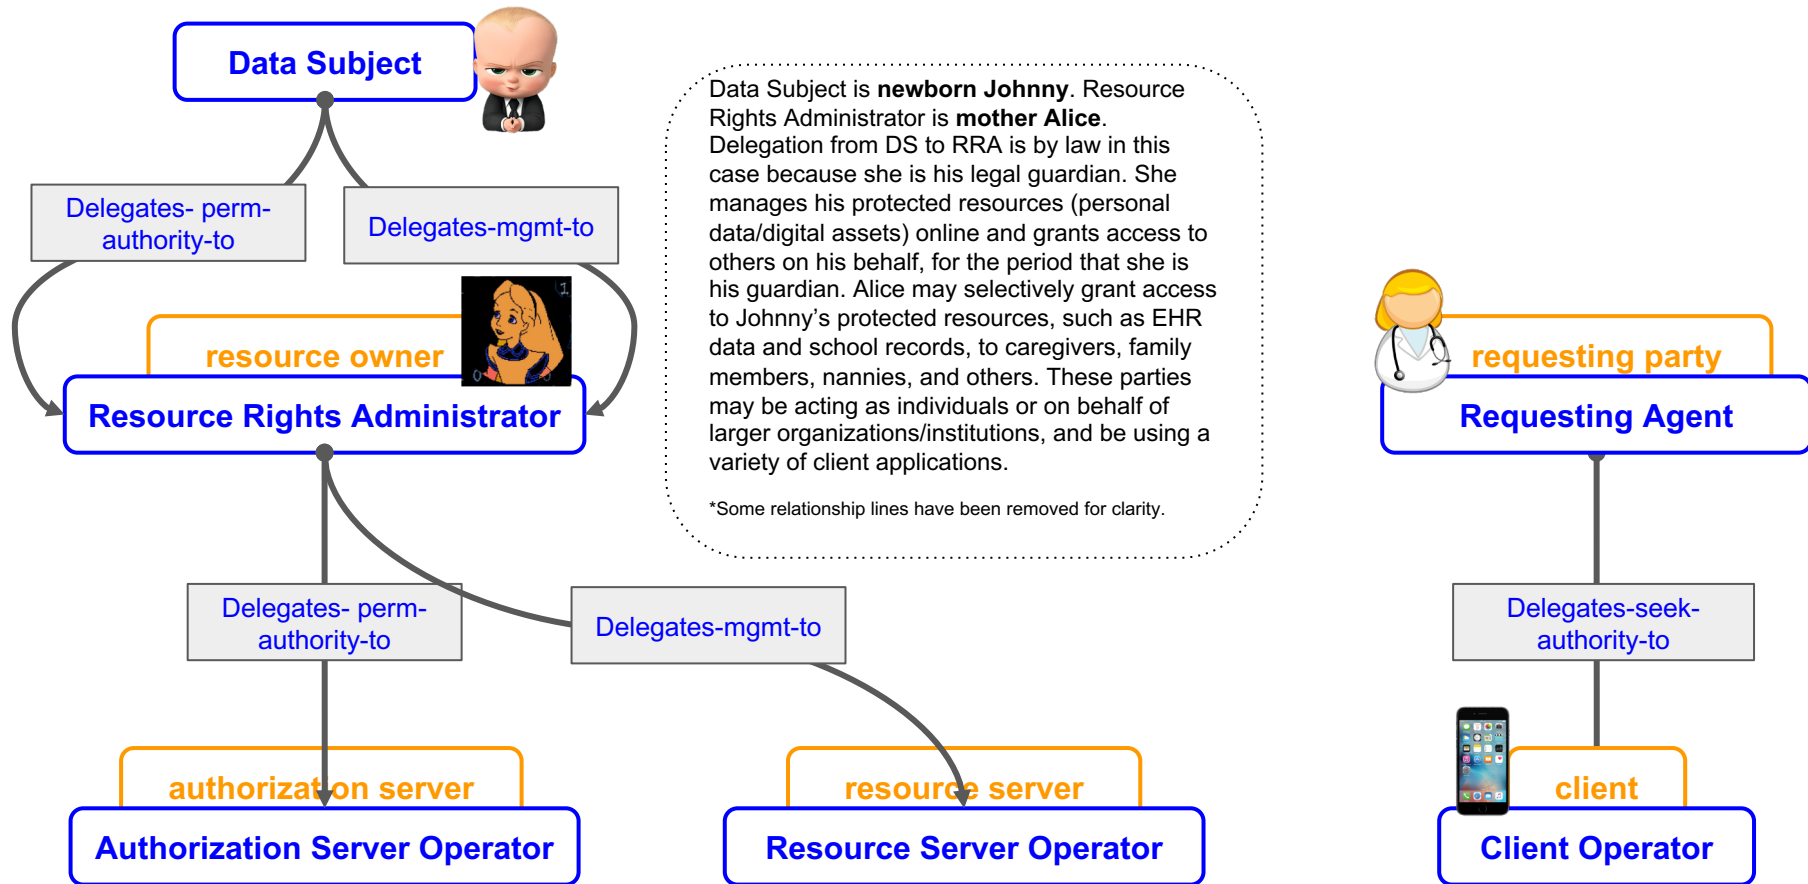 Data Subject
Delegates- perm-
authority-to
Delegates-mgmt-to
Data Subject is newborn Johnny. Resource
Rights Administrator is mother Alice.
Delegation from DS to RRA is by law in this
case because she is his legal guardian. She
manages his protected resources (personal
data/digital assets) online and grants access to
others on his behalf, for the period that she is
his guardian. Alice may selectively grant access
to Johnny’s protected resources, such as EHR
data and school records, to caregivers, family
members, nannies, and others. These parties
may be acting as individuals or on behalf of
larger organizations/institutions, and be using a
variety of client applications.
*Some relationship lines have been removed for clarity.
resource owner
Resource Rights Administrator
requesting party
Requesting Agent
Delegates- perm-
authority-to
Delegates-mgmt-to
Delegates-seek-
authority-to
authorization server
Authorization Server Operator
resource server
Resource Server Operator
client
Client Operator